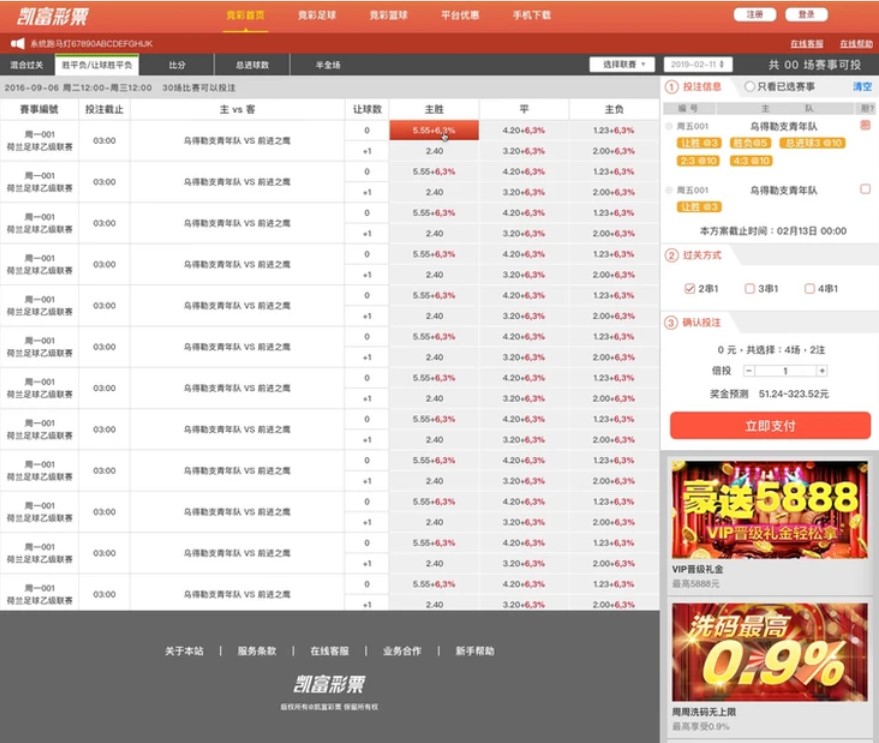 凯富彩票 竞彩首页 竞彩足球 竞彩篮球 平台优惠 手机下载 注册 登录
系统跑马灯67890ABCDEFGHIJK 在线客服 在线帮助
混合过关 胜平负/让球胜平负 比分 总进球数 半全场 选择联赛 2019-02-11 共 00 场赛事可投
2016-09-06 周二12:00-周三12:00 30场比赛可以投注
赛事編號 投注截止 主 vs 客 让球数 主胜 平 主负
周一001 荷兰足球乙级联赛 03:00 乌得勒支青年队 VS 前进之鹰
0 5.55+6,3% 4.20+6,3% 1.23+6,3%
+1 2.40 3.20+6,3% 2.00+6,3%
周一001 荷兰足球乙级联赛 03:00 乌得勒支青年队 VS 前进之鹰
0 5.55+6,3% 4.20+6,3% 1.23+6,3%
+1 2.40 3.20+6,3% 2.00+6,3%
周一001 荷兰足球乙级联赛 03:00 乌得勒支青年队 VS 前进之鹰
0 5.55+6,3% 4.20+6,3% 1.23+6,3%
+1 2.40 3.20+6,3% 2.00+6,3%
周一001 荷兰足球乙级联赛 03:00 乌得勒支青年队 VS 前进之鹰
0 5.55+6,3% 4.20+6,3% 1.23+6,3%
+1 2.40 3.20+6,3% 2.00+6,3%
周一001 荷兰足球乙级联赛 03:00 乌得勒支青年队 VS 前进之鹰
0 5.55+6,3% 4.20+6,3% 1.23+6,3%
+1 2.40 3.20+6,3% 2.00+6,3%
周一001 荷兰足球乙级联赛 03:00 乌得勒支青年队 VS 前进之鹰
0 5.55+6,3% 4.20+6,3% 1.23+6,3%
+1 2.40 3.20+6,3% 2.00+6,3%
周一001 荷兰足球乙级联赛 03:00 乌得勒支青年队 VS 前进之鹰
0 5.55+6,3% 4.20+6,3% 1.23+6,3%
+1 2.40 3.20+6,3% 2.00+6,3%
周一001 荷兰足球乙级联赛 03:00 乌得勒支青年队 VS 前进之鹰
0 5.55+6,3% 4.20+6,3% 1.23+6,3%
+1 2.40 3.20+6,3% 2.00+6,3%
周一001 荷兰足球乙级联赛 03:00 乌得勒支青年队 VS 前进之鹰
0 5.55+6,3% 4.20+6,3% 1.23+6,3%
+1 2.40 3.20+6,3% 2.00+6,3%
周一001 荷兰足球乙级联赛 03:00 乌得勒支青年队 VS 前进之鹰
0 5.55+6,3% 4.20+6,3% 1.23+6,3%
+1 2.40 3.20+6,3% 2.00+6,3%
周一001 荷兰足球乙级联赛 03:00 乌得勒支青年队 VS 前进之鹰
0 5.55+6,3% 4.20+6,3% 1.23+6,3%
+1 2.40 3.20+6,3% 2.00+6,3%
周一001 荷兰足球乙级联赛 03:00 乌得勒支青年队 VS 前进之鹰
0 5.55+6,3% 4.20+6,3% 1.23+6,3%
+1 2.40 3.20+6,3% 2.00+6,3%
1 投注信息 只看已选赛事 清空
编 号 主 队 胆?
周五001 乌得勒支青年队
让胜 @3 胜负@5 总进球3 @10
2:3 @10 4:3 @10
周五001 乌得勒支青年队
让胜 @3
本方案截止时间:02月13日 00:00
2 过关方式
2串1 3串1 4串1
3 确认投注
0 元,共选择:4场,2注
倍投 − 1 +
奖金预测 51.24~323.52元
立即支付
豪送5888
VIP晋级礼金轻松拿
VIP晋级礼金
最高5888元
洗码最高
0.9%
周周洗码无上限
最高享受0.9%
关于本站 | 服务条款 | 在线客服 | 业务合作 | 新手帮助
凯富彩票
版权所有@凯富彩票 保留所有权